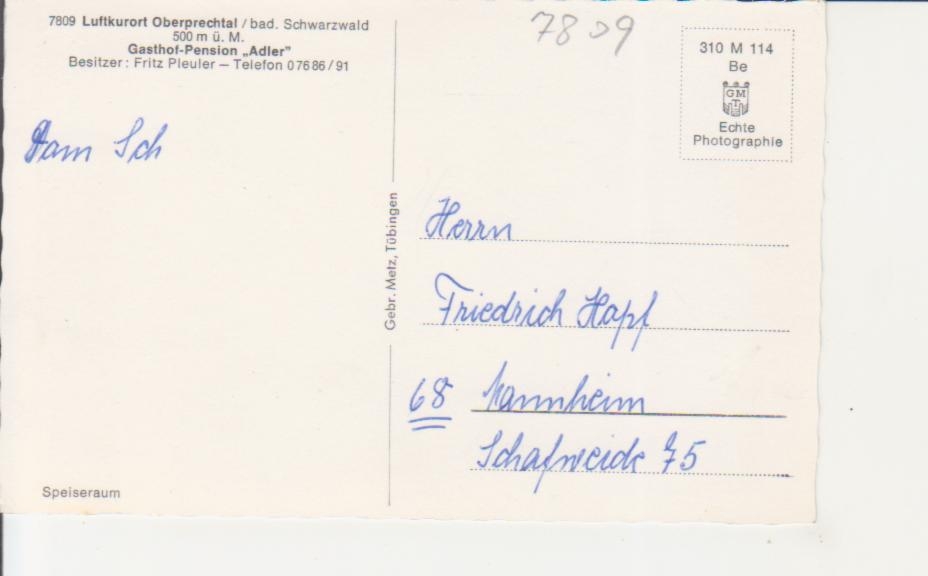 7809 Luftkurort Oberprechtal / bad. Schwarzwald
500 m ü. M.
Gasthof-Pension „Adler”
Besitzer: Fritz Pleuler – Telefon 07686/91
Sch
Speiseraum
Gebr. Metz, Tübingen
7809
310 M 114
Be
GM
T
Echte
Photographie
Herrn
Friedrich Hapf
68 Mannheim
Schafweide 75